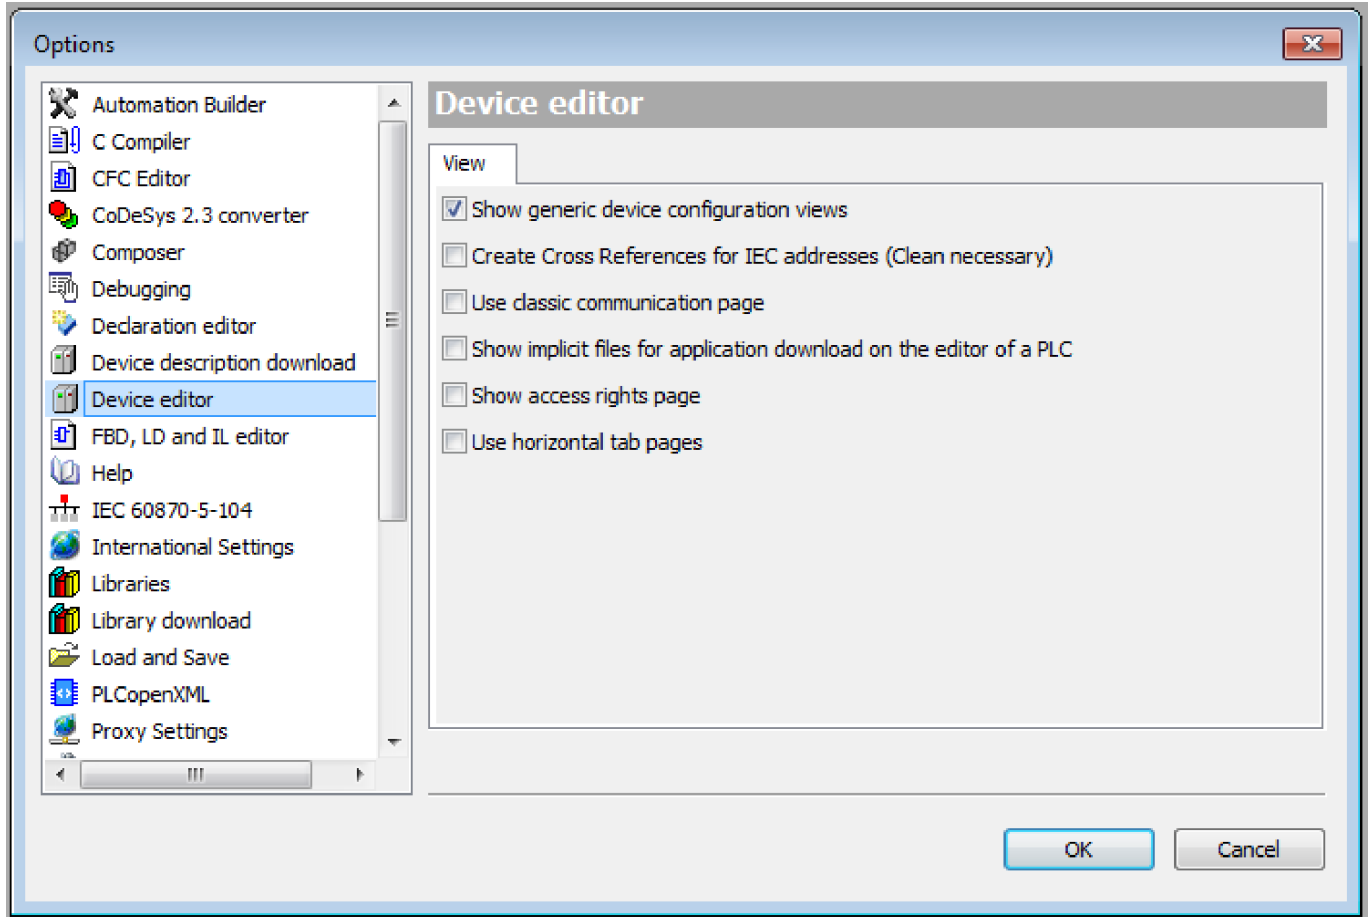 Options
Automation Builder
C Compiler
CFC Editor
CoDeSys 2.3 converter
Composer
Debugging
Declaration editor
Device description download
Device editor
FBD, LD and IL editor
Help
IEC 60870-5-104
International Settings
Libraries
Library download
Load and Save
PLCopenXML
Proxy Settings
Device editor
View
Show generic device configuration views
Create Cross References for IEC addresses (Clean necessary)
Use classic communication page
Show implicit files for application download on the editor of a PLC
Show access rights page
Use horizontal tab pages
OK
Cancel